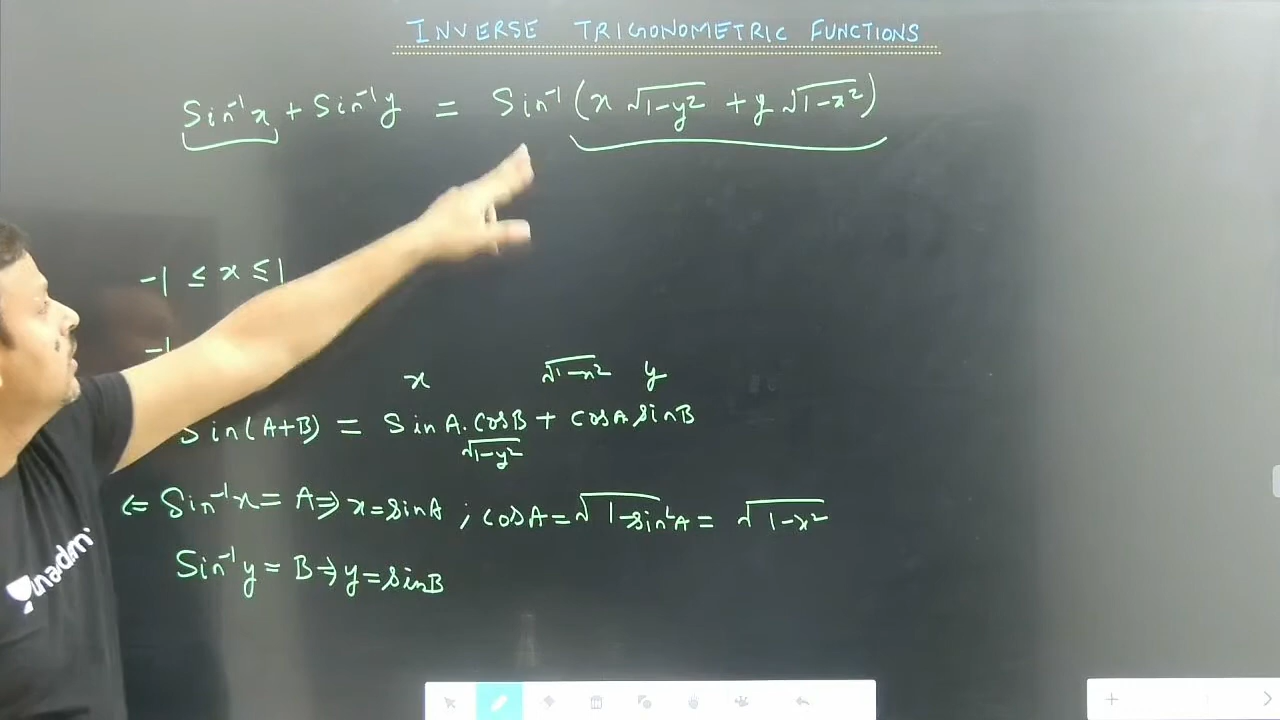 INVERSE TRIGONOMETRIC FUNCTIONS
Sin⁻¹x + Sin⁻¹y = Sin⁻¹(x √1-y² + y √1-x²)
-1 ≤ x ≤ 1
-1
x √1-x² y
Sin(A+B) = Sin A. CosB + cosA sinB
√1-y²
⇐ Sin⁻¹x = A ⇒ x = sinA ; cosA = √1-sin²A = √1-x²
Sin⁻¹y = B ⇒ y = sinB